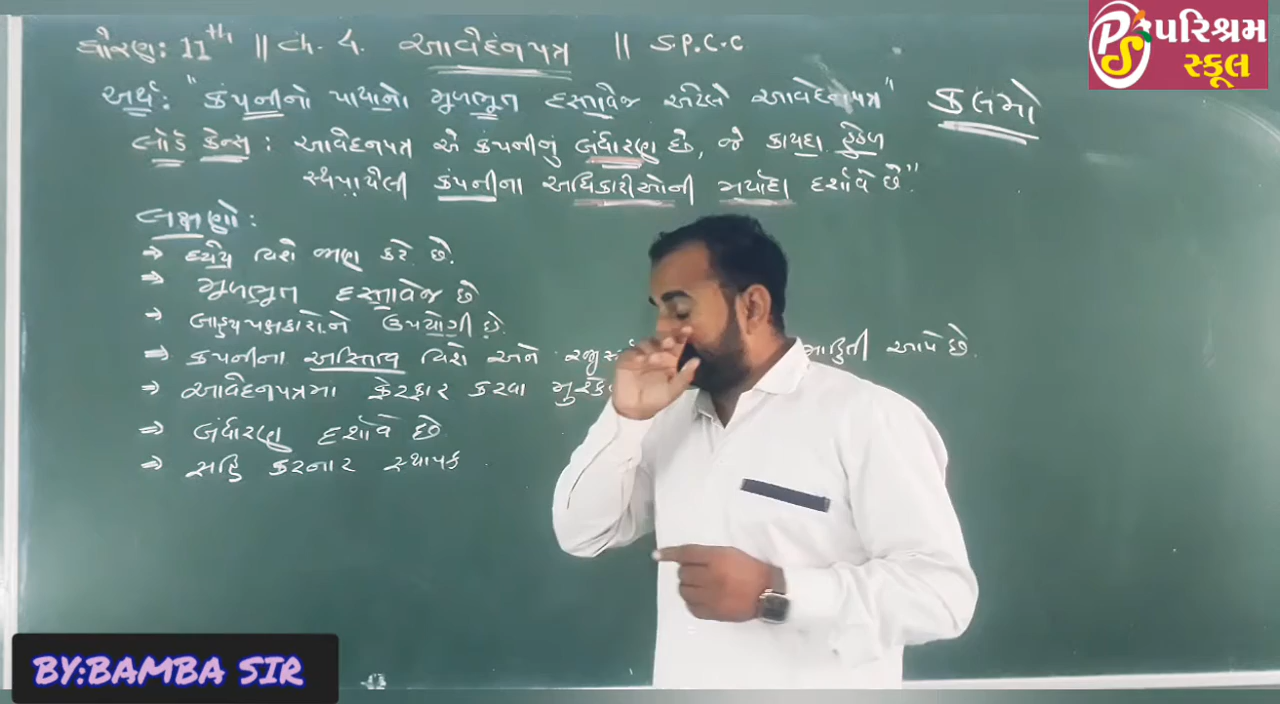 ધોરણ: 11th || Ch. 4. આવેદનપત્ર || S.P.C.C
પરિશ્રમ
સ્કૂલ
અર્થ: "કંપનીનો પાયાનો મૂળભૂત દસ્તાવેજ એટલે આવેદનપત્ર" કલમો
લોર્ડ કેન્સ: આવેદનપત્ર એ કંપનીનું બંધારણ છે, જે કાયદા હેઠળ
સ્થપાયેલી કંપનીના અધિકારીઓની મર્યાદા દર્શાવે છે"
લક્ષણો:
⇒ ધ્યેય વિશે જાણ કરે છે.
⇒ મૂળભૂત દસ્તાવેજ છે
⇒ બાહ્યપક્ષકારોને ઉપયોગી છે.
⇒ કંપનીના અસ્તિત્વ વિશે અને માહિતી આપે છે.
⇒ આવેદનપત્રમા ફેરફાર કરવા
⇒ બંધારણ દર્શાવે છે
⇒ સહિ કરનાર સ્થાપક
BY:BAMBA SIR